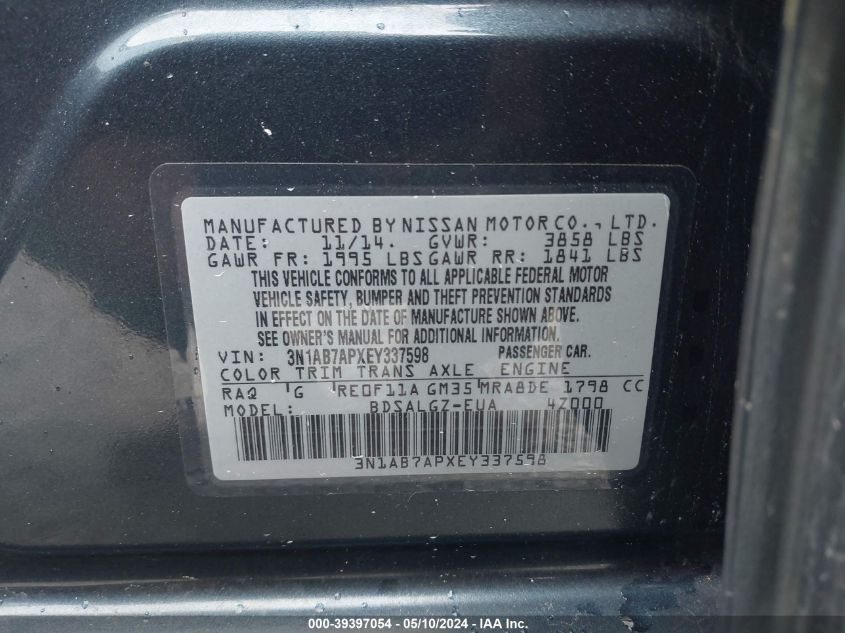 MANUFACTURED BY NISSAN MOTOR CO., LTD.
DATE: 11/14. GVWR: 3858 LBS
GAWR FR: 1995 LBS GAWR RR: 1841 LBS
THIS VEHICLE CONFORMS TO ALL APPLICABLE FEDERAL MOTOR
VEHICLE SAFETY, BUMPER AND THEFT PREVENTION STANDARDS
IN EFFECT ON THE DATE OF MANUFACTURE SHOWN ABOVE.
SEE OWNER'S MANUAL FOR ADDITIONAL INFORMATION.
VIN: 3N1AB7APXEY337598 PASSENGER CAR.
COLOR TRIM TRANS AXLE ENGINE
RAQ G RE0F11A GM35 MRA8DE 1798 CC
MODEL: BDSALGZ-EUA 4Z000
3N1AB7APXEY337598
000-39397054 - 05/10/2024 - IAA Inc.